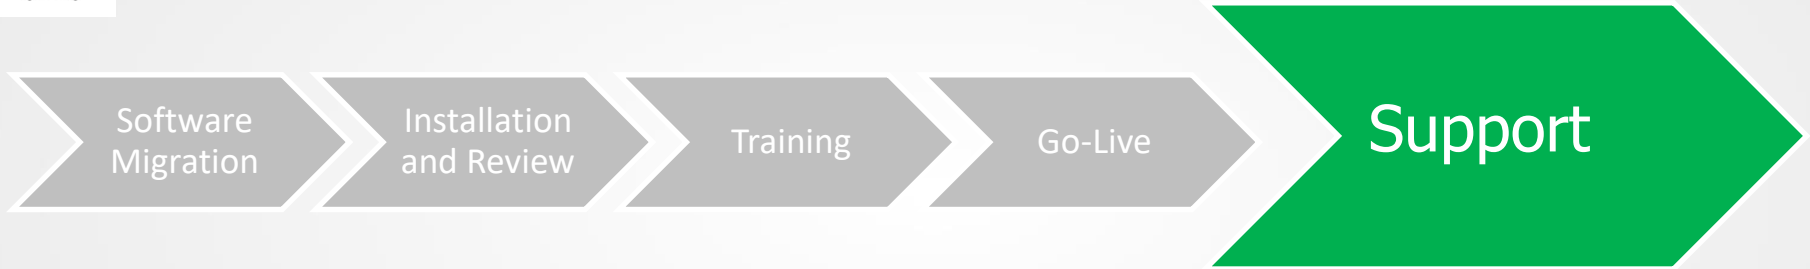 Software
Migration
Installation
and Review
Training
Go-Live
Support